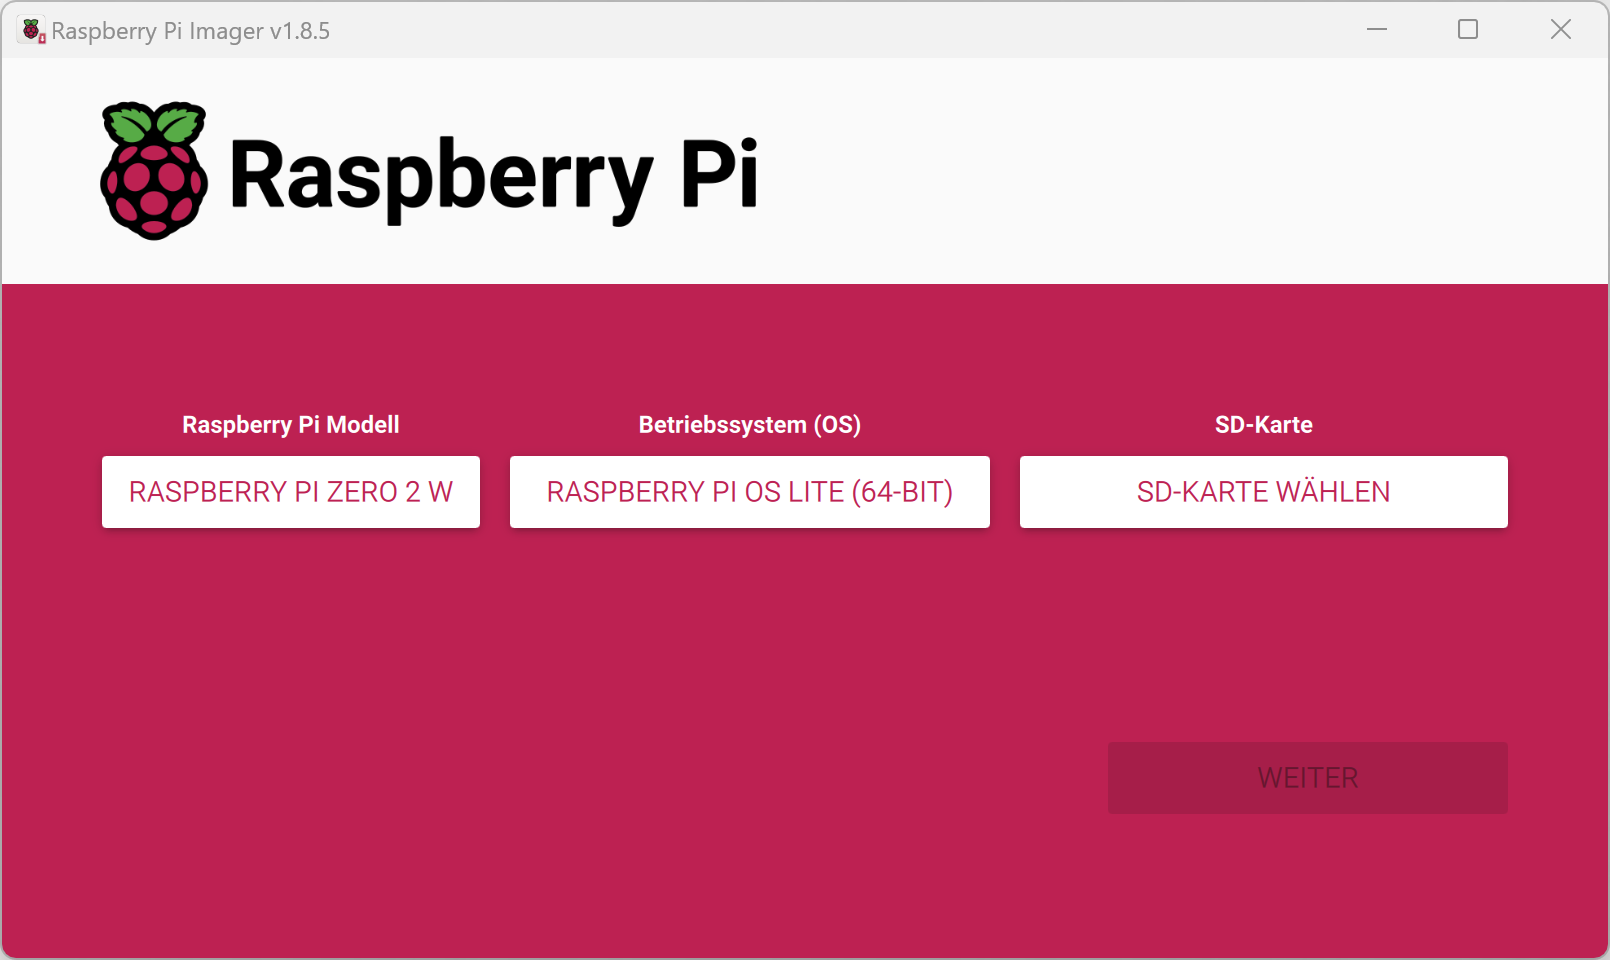 Raspberry Pi Imager v1.8.5
Raspberry Pi
Raspberry Pi Modell
RASPBERRY PI ZERO 2 W
Betriebssystem (OS)
RASPBERRY PI OS LITE (64-BIT)
SD-Karte
SD-KARTE WÄHLEN
WEITER